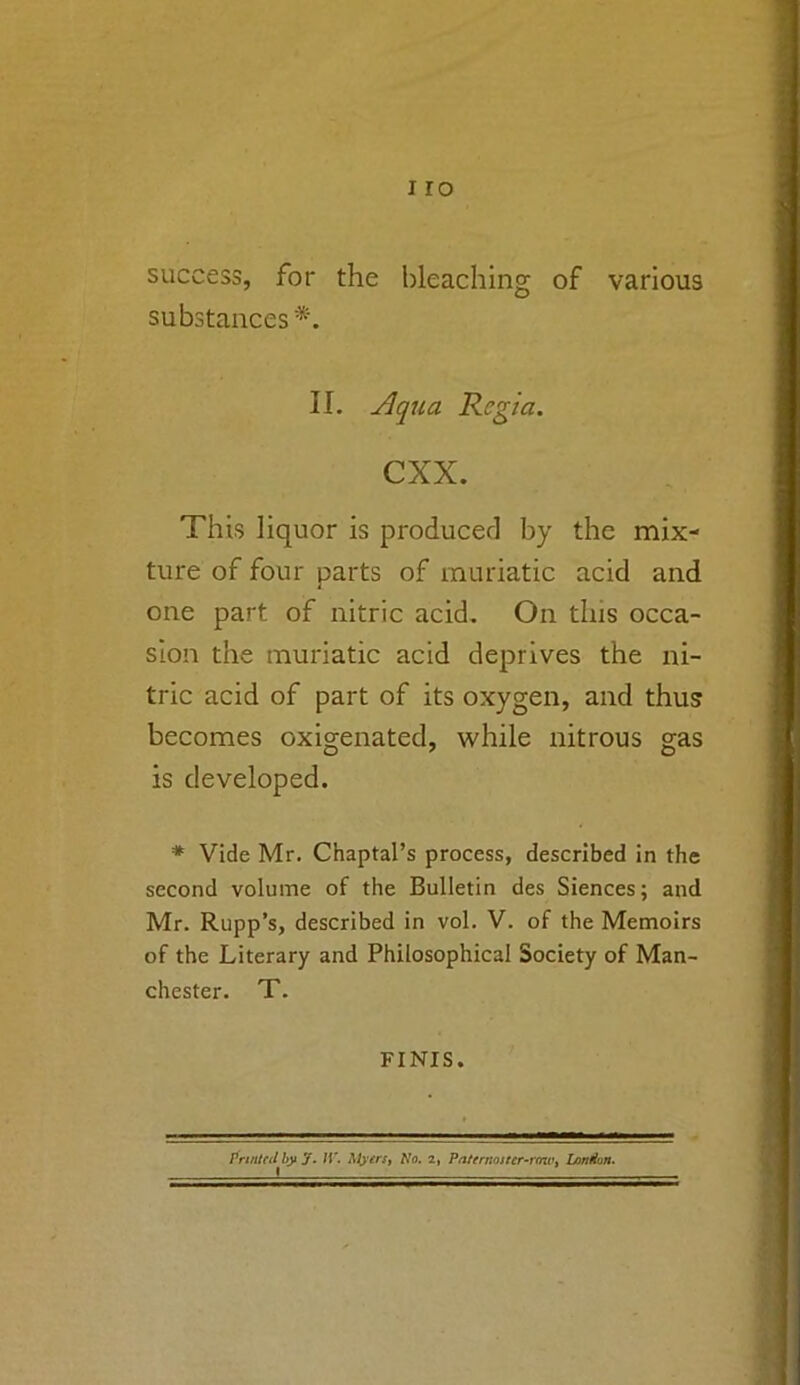 110
success, for the bleaching of various
substances *.
II. Aqua Regia.
CXX.
This liquor is produced by the mix-
ture of four parts of muriatic acid and
one part of nitric acid. On this occa-
sion the muriatic acid deprives the ni-
tric acid of part of its oxygen, and thus
becomes oxigenated, while nitrous gas
is developed.
* Vide Mr. Chaptal's process, described in the
second volume of the Bulletin des Siences; and
Mr. Rupp's, described in vol. V. of the Memoirs
of the Literary and Philosophical Society of Man-
chester. T.
FINIS.
Printed by J. W. Myers, No. 2, Paternoster-row, London.